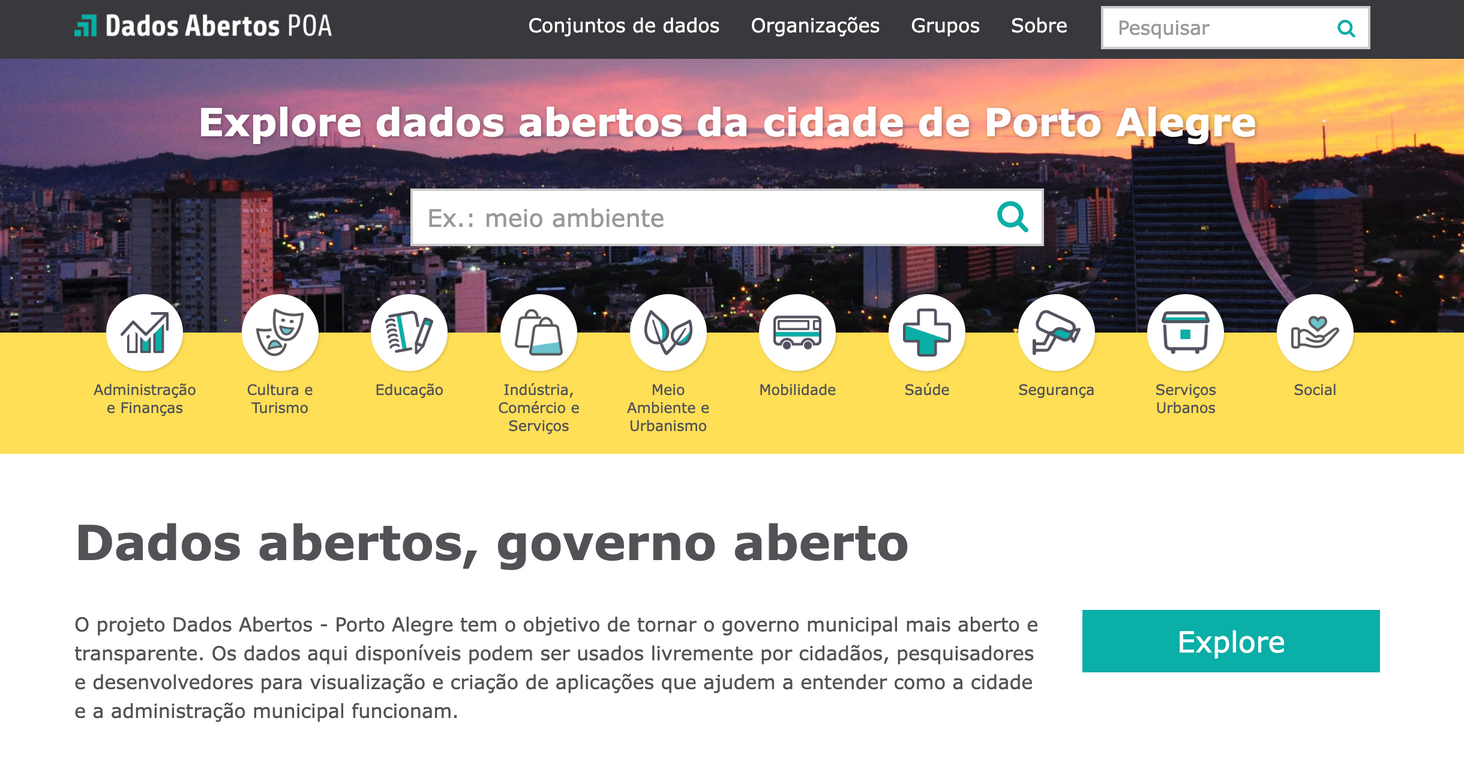 Dados Abertos POA
Conjuntos de dados
Organizações
Grupos
Sobre
Pesquisar
Explore dados abertos da cidade de Porto Alegre
Ex.: meio ambiente
Administração
e Finanças
Cultura e
Turismo
Educação
Indústria,
Comércio e
Serviços
Meio
Ambiente e
Urbanismo
Mobilidade
Saúde
Segurança
Serviços
Urbanos
Social
Dados abertos, governo aberto
O projeto Dados Abertos - Porto Alegre tem o objetivo de tornar o governo municipal mais aberto e
transparente. Os dados aqui disponíveis podem ser usados livremente por cidadãos, pesquisadores
e desenvolvedores para visualização e criação de aplicações que ajudem a entender como a cidade
e a administração municipal funcionam.
Explore